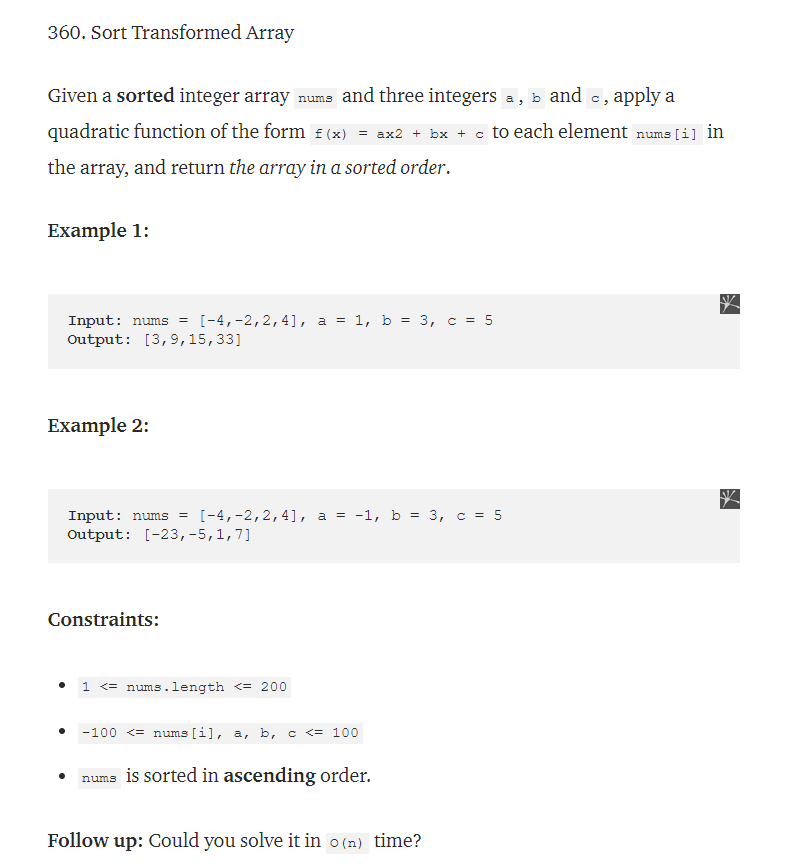 360. Sort Transformed Array
Given a sorted integer array nums and three integers a, b and c, apply a
quadratic function of the form f(x) = ax2 + bx + c to each element nums[i] in
the array, and return the array in a sorted order.
Example 1:
Input: nums = [-4,-2,2,4], a = 1, b = 3, c = 5
Output: [3,9,15,33]
Example 2:
Input: nums = [-4,-2,2,4], a = -1, b = 3, c = 5
Output: [-23,-5,1,7]
Constraints:
• 1 <= nums.length <= 200
• -100 <= nums[i], a, b, c <= 100
• nums is sorted in ascending order.
Follow up: Could you solve it in O(n) time?